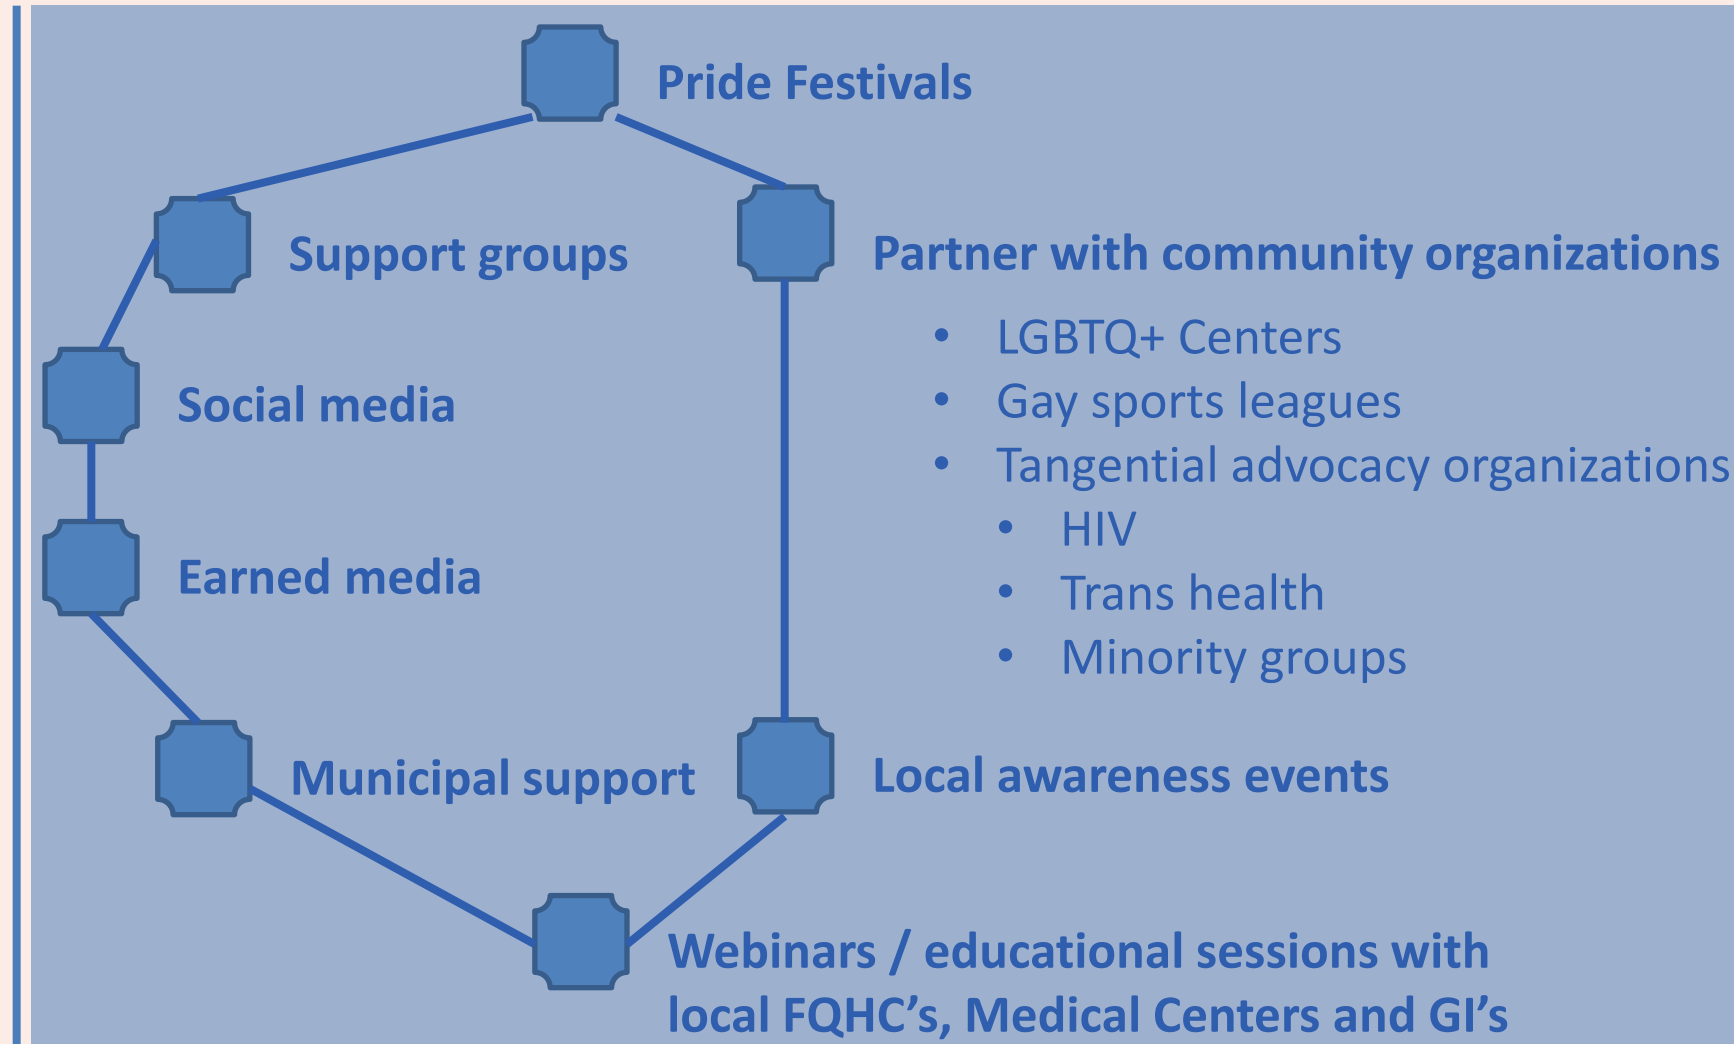 Pride Festivals
Support groups
Partner with community organizations
• LGBTQ+ Centers
• Gay sports leagues
• Tangential advocacy organizations
• HIV
• Trans health
• Minority groups
Social media
Earned media
Municipal support
Local awareness events
Webinars / educational sessions with
local FQHC’s, Medical Centers and GI’s